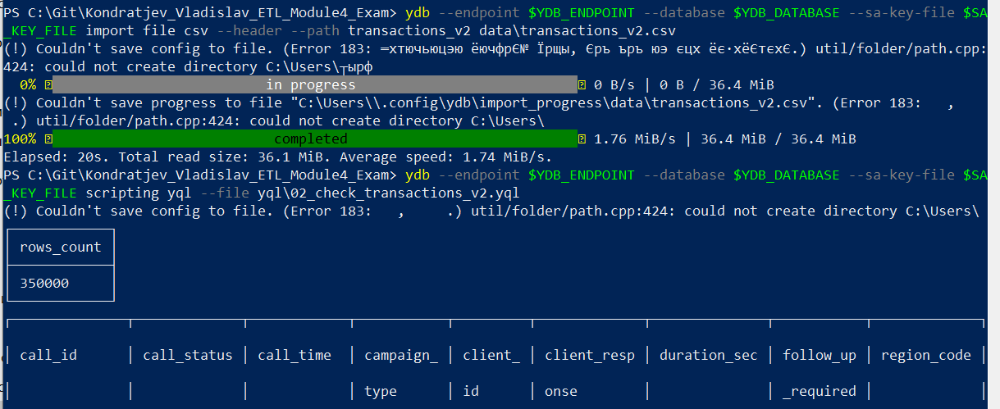 PS C:\Git\Kondratjev_Vladislav_ETL_Module4_Exam> ydb --endpoint $YDB_ENDPOINT --database $YDB_DATABASE --sa-key-file $SA
_KEY_FILE import file csv --header --path transactions_v2 data\transactions_v2.csv
(!) Couldn't save config to file. (Error 183: ═хтючьюцэю ёючфрЄ№ Їрщы, Єръ ъръ юэ єцх ёє∙хёЄтєхЄ.) util/folder/path.cpp:
424: could not create directory C:\Users\┬ырф
0% in progress 0 B/s | 0 B / 36.4 MiB
(!) Couldn't save progress to file "C:\Users\\.config\ydb\import_progress\data\transactions_v2.csv". (Error 183: ,
.) util/folder/path.cpp:424: could not create directory C:\Users\
100% completed 1.76 MiB/s | 36.4 MiB / 36.4 MiB
Elapsed: 20s. Total read size: 36.1 MiB. Average speed: 1.74 MiB/s.
PS C:\Git\Kondratjev_Vladislav_ETL_Module4_Exam> ydb --endpoint $YDB_ENDPOINT --database $YDB_DATABASE --sa-key-file $SA
_KEY_FILE scripting yql --file yql\02_check_transactions_v2.yql
(!) Couldn't save config to file. (Error 183: , .) util/folder/path.cpp:424: could not create directory C:\Users\
rows_count
350000
call_id call_status call_time campaign_ client_ client_resp duration_sec follow_up region_code
type id onse _required